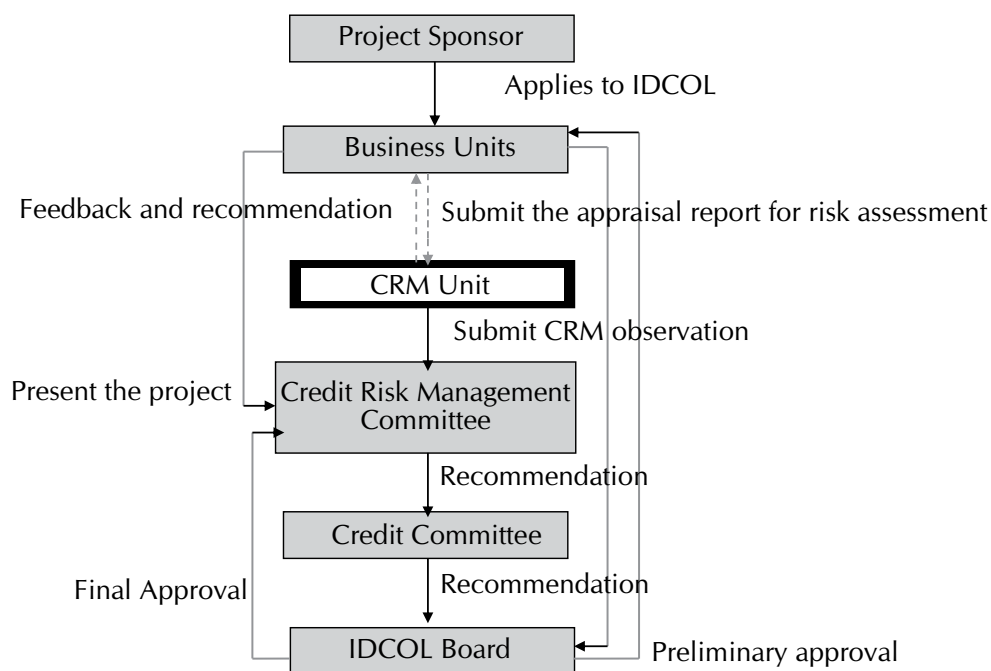 Project Sponsor
Applies to IDCOL
Business Units
Feedback and recommendation
Submit the appraisal report for risk assessment
CRM Unit
Submit CRM observation
Present the project
Credit Risk Management
Committee
Recommendation
Credit Committee
Final Approval
Recommendation
IDCOL Board
Preliminary approval